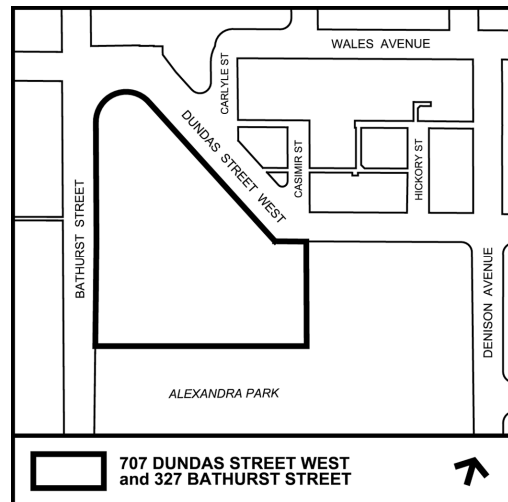 WALES AVENUE
CARLYLE ST
DUNDAS STREET WEST
CASIMIR ST
HICKORY ST
BATHURST STREET
DENISON AVENUE
ALEXANDRA PARK
707 DUNDAS STREET WEST
and 327 BATHURST STREET